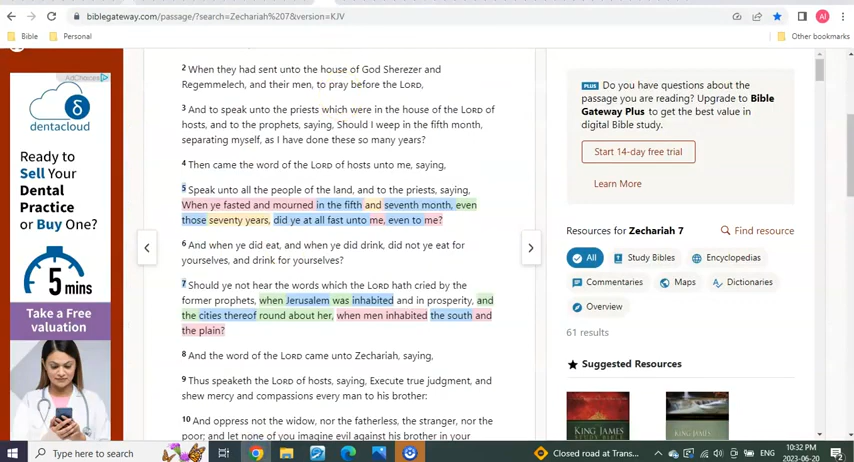 biblegateway.com/passage/?search=Zechariah%207&version=KJV
AI
Bible
Personal
Other bookmarks
AdChoices
dentacloud
Ready to
Sell Your
Dental
Practice
or Buy One?
5
mins
Take a Free
valuation
2 When they had sent unto the house of God Sherezer and
Regemmelech, and their men, to pray before the LORD,
3 And to speak unto the priests which were in the house of the LORD of
hosts, and to the prophets, saying, Should I weep in the fifth month,
separating myself, as I have done these so many years?
4 Then came the word of the LORD of hosts unto me, saying,
5 Speak unto all the people of the land, and to the priests, saying,
When ye fasted and mourned in the fifth and seventh month, even
those seventy years, did ye at all fast unto me, even to me?
6 And when ye did eat, and when ye did drink, did not ye eat for
yourselves, and drink for yourselves?
7 Should ye not hear the words which the LORD hath cried by the
former prophets, when Jerusalem was inhabited and in prosperity, and
the cities thereof round about her, when men inhabited the south and
the plain?
8 And the word of the LORD came unto Zechariah, saying,
9 Thus speaketh the LORD of hosts, saying, Execute true judgment, and
shew mercy and compassions every man to his brother:
10 And oppress not the widow, nor the fatherless, the stranger, nor the
poor; and let none of you imagine evil against his brother in your
PLUS Do you have questions about the
passage you are reading? Upgrade to Bible
Gateway Plus to get the best value in
digital Bible study.
Start 14-day free trial
Learn More
Resources for Zechariah 7
Find resource
All
Study Bibles
Encyclopedias
Commentaries
Maps
Dictionaries
Overview
61 results
Suggested Resources
KING JAMES
KING JAMES
Type here to search
Closed road at Trans...
ENG
10:32 PM
2023-06-20
2